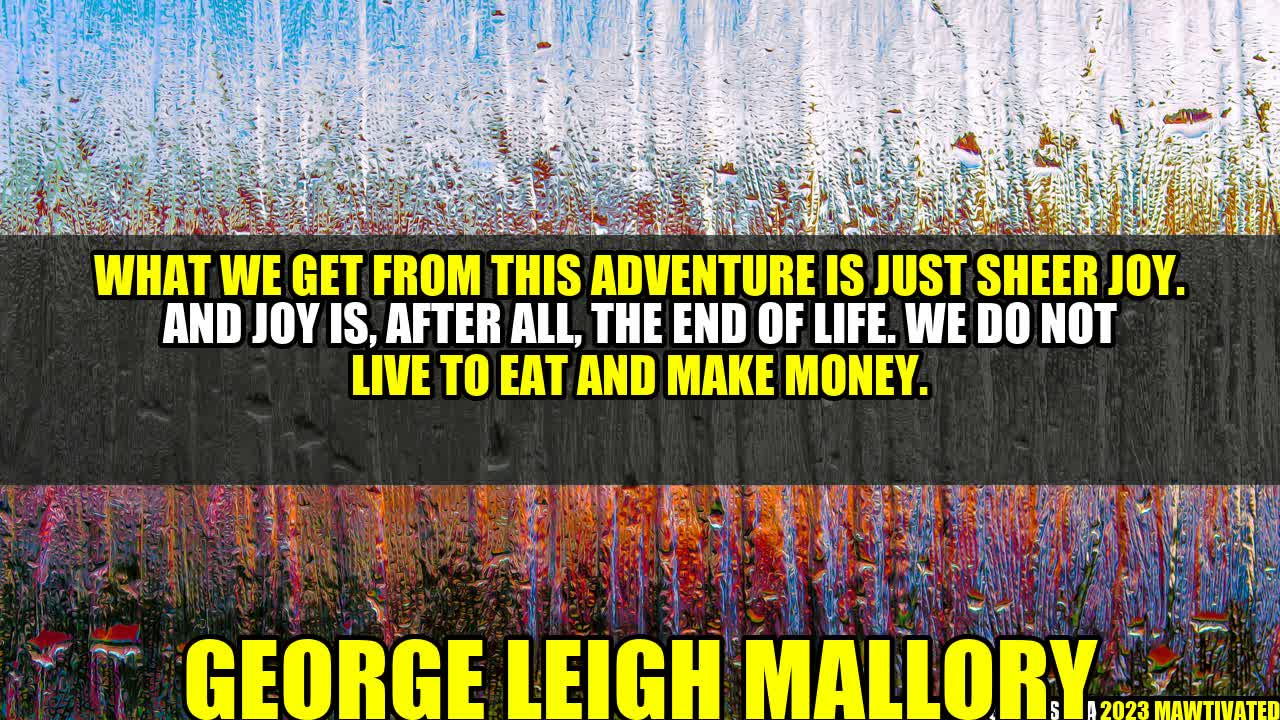 WHAT WE GET FROM THIS ADVENTURE IS JUST SHEER JOY.
AND JOY IS, AFTER ALL, THE END OF LIFE. WE DO NOT
LIVE TO EAT AND MAKE MONEY.
GEORGE LEIGH MALLORY
2023 MAWTIVATED